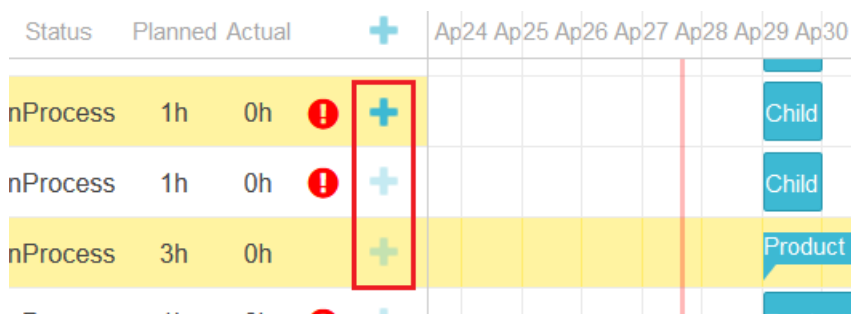 Status Planned Actual Ap24 Ap25 Ap26 Ap27 Ap28 Ap29 Ap30
nProcess 1h 0h Child
nProcess 1h 0h Child
nProcess 3h 0h Product